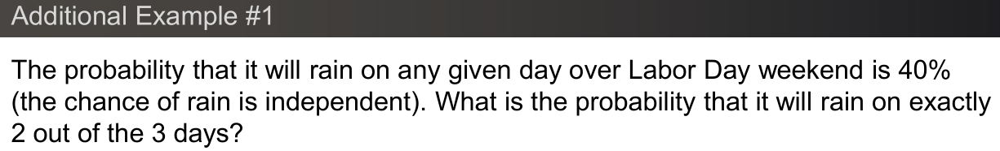 Additional Example #1
The probability that it will rain on any given day over Labor Day weekend is 40%
(the chance of rain is independent). What is the probability that it will rain on exactly
2 out of the 3 days?